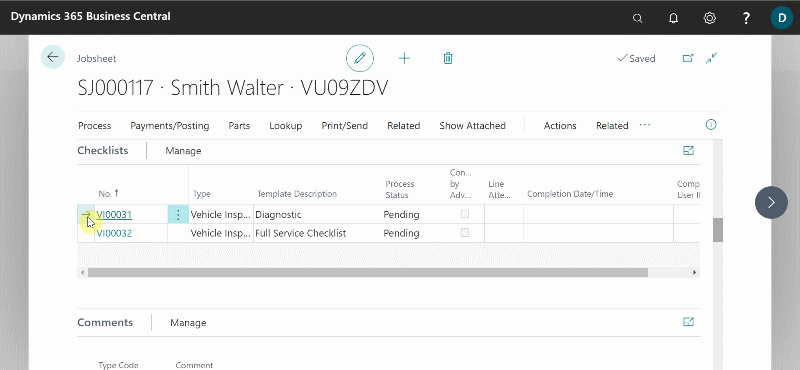 Dynamics 365 Business Central
?
D
Jobsheet
Saved
SJ000117 · Smith Walter · VU09ZDV
Process Payments/Posting Parts Lookup Print/Send Related Show Attached Actions Related ···
Checklists Manage
No. ↑ Type Template Description Process Status Con... by Adv... Line Atte... Completion Date/Time Comp User I
VI00031 Vehicle Insp... Diagnostic Pending
VI00032 Vehicle Insp... Full Service Checklist Pending
Comments Manage
Type Code Comment